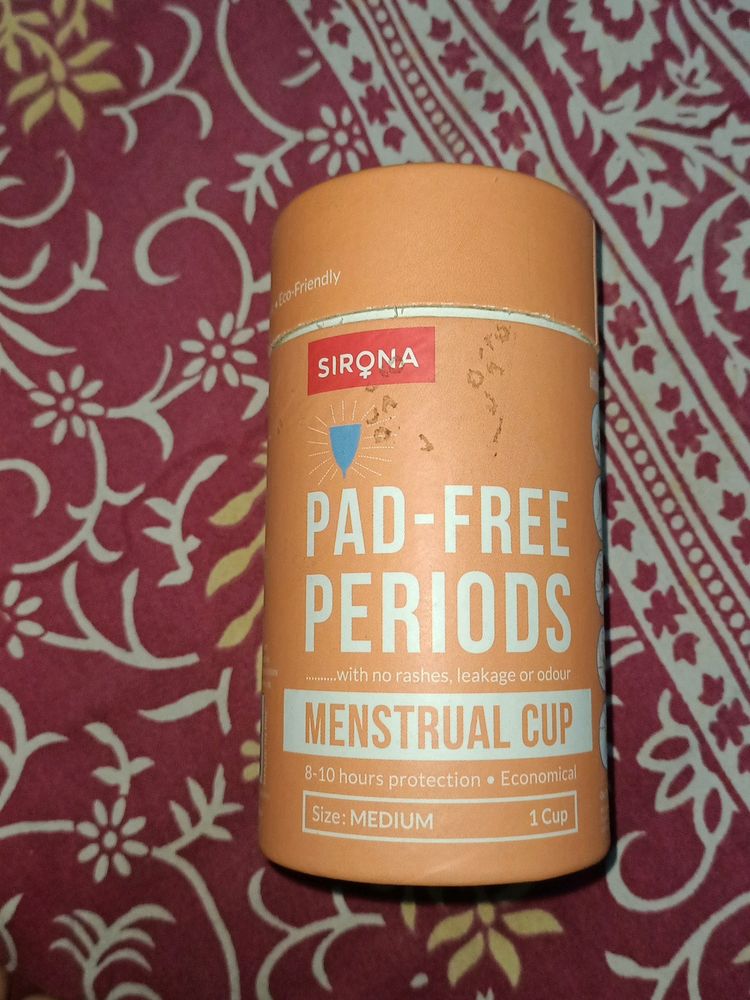 • Eco-Friendly
SIRONA
PAD-FREE
PERIODS
..........with no rashes, leakage or odour
MENSTRUAL CUP
8-10 hours protection • Economical
Size: MEDIUM 1 Cup